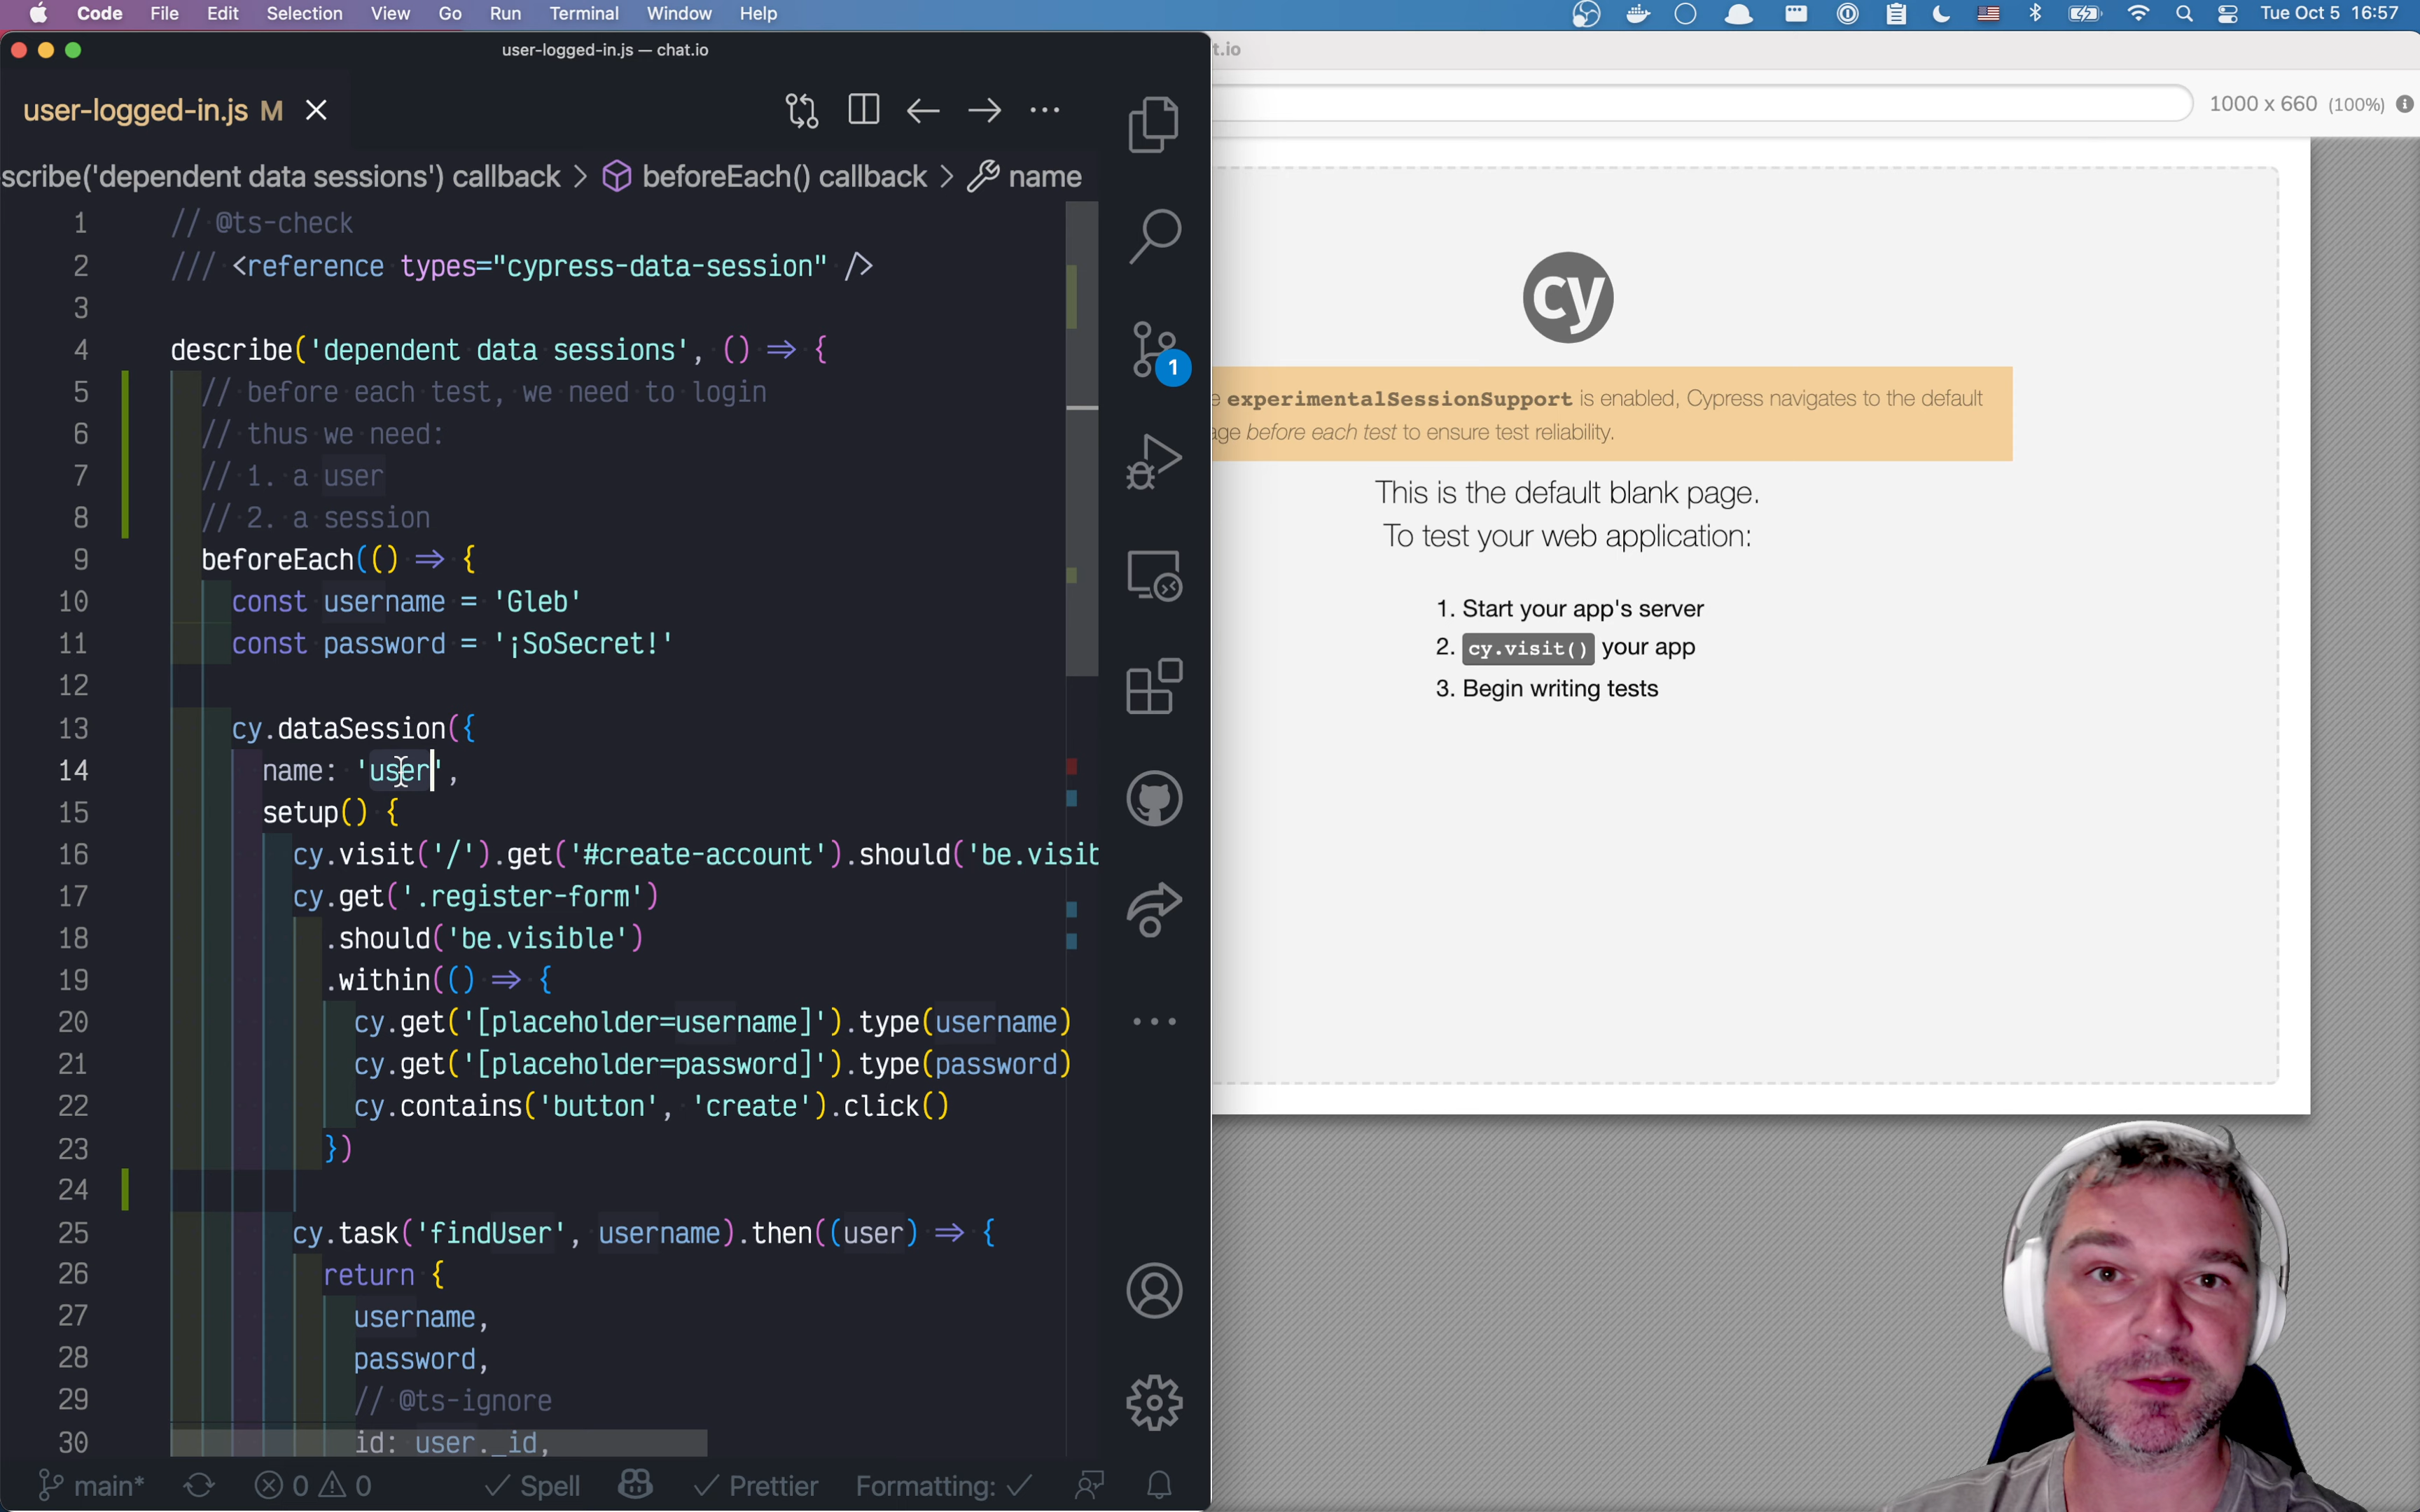 Code File Edit Selection View Go Run Terminal Window Help
Tue Oct 5 16:57
user-logged-in.js — chat.io
t.io
user-logged-in.js M
1000 x 660 (100%)
scribe('dependent data sessions') callback > beforeEach() callback > name
1 // @ts-check
2 /// <reference types="cypress-data-session" />
3
4 describe('dependent data sessions', () => {
5 // before each test, we need to login
6 // thus we need:
7 // 1. a user
8 // 2. a session
9 beforeEach(() => {
10 const username = 'Gleb'
11 const password = '¡SoSecret!'
12
13 cy.dataSession({
14 name: 'user',
15 setup() {
16 cy.visit('/').get('#create-account').should('be.visib
17 cy.get('.register-form')
18 .should('be.visible')
19 .within(() => {
20 cy.get('[placeholder=username]').type(username)
21 cy.get('[placeholder=password]').type(password)
22 cy.contains('button', 'create').click()
23 })
24
25 cy.task('findUser', username).then((user) => {
26 return {
27 username,
28 password,
29 // @ts-ignore
30 id: user._id,
1
main* 0 0 Spell Prettier Formatting: ✓
cy
e experimentalSessionSupport is enabled, Cypress navigates to the default
age before each test to ensure test reliability.
This is the default blank page.
To test your web application:
1. Start your app's server
2. cy.visit() your app
3. Begin writing tests